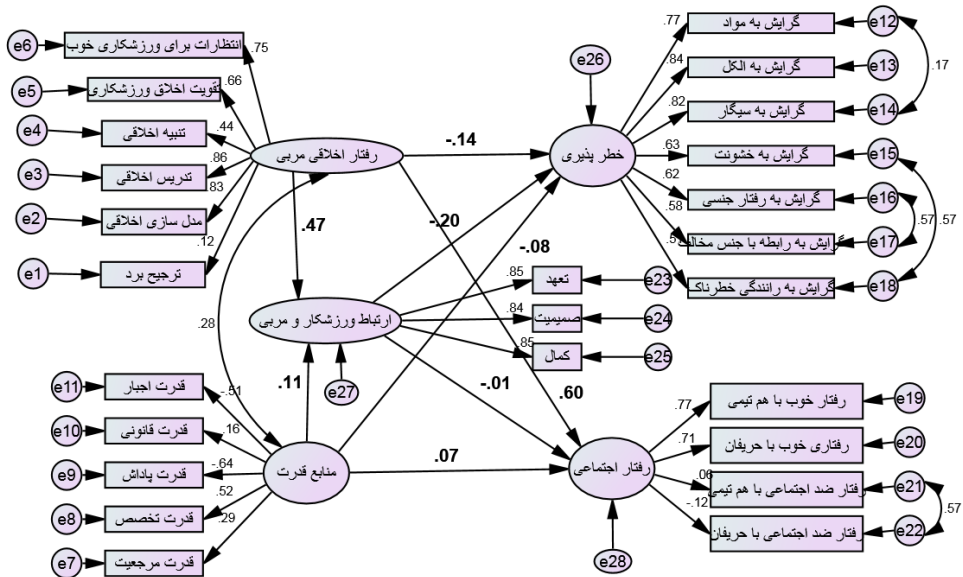 e6
انتظارات برای ورزشکاری خوب
.75
e5
تقویت اخلاق ورزشکاری
.66
e4
تنبیه اخلاقی
.44
e3
تدریس اخلاقی
.86
e2
مدل سازی اخلاقی
.83
e1
ترجیح برد
.12
رفتار اخلاقی مربی
-.14
.47
.28
-.20
-.08
ارتباط ورزشکار و مربی
e27
.11
-.01
.60
.07
e11
قدرت اجبار
-.51
e10
قدرت قانونی
.16
e9
قدرت پاداش
-.64
e8
قدرت تخصص
.52
e7
قدرت مرجعیت
.29
منابع قدرت
e26
خطر پذیری
.77
گرایش به مواد
e12
.84
گرایش به الکل
e13
.82
گرایش به سیگار
e14
.17
.63
گرایش به خشونت
e15
.62
گرایش به رفتار جنسی
e16
.58
گرایش به رابطه با جنس مخالف
e17
.57
.57
گرایش به رانندگی خطرناک
e18
.85
تعهد
e23
.84
صمیمیت
e24
.85
کمال
e25
رفتار اجتماعی
e28
.77
رفتار خوب با هم تیمی
e19
.71
رفتاری خوب با حریفان
e20
.06
رفتار ضد اجتماعی با هم تیمی
e21
-.12
رفتار ضد اجتماعی با حریفان
e22
.57